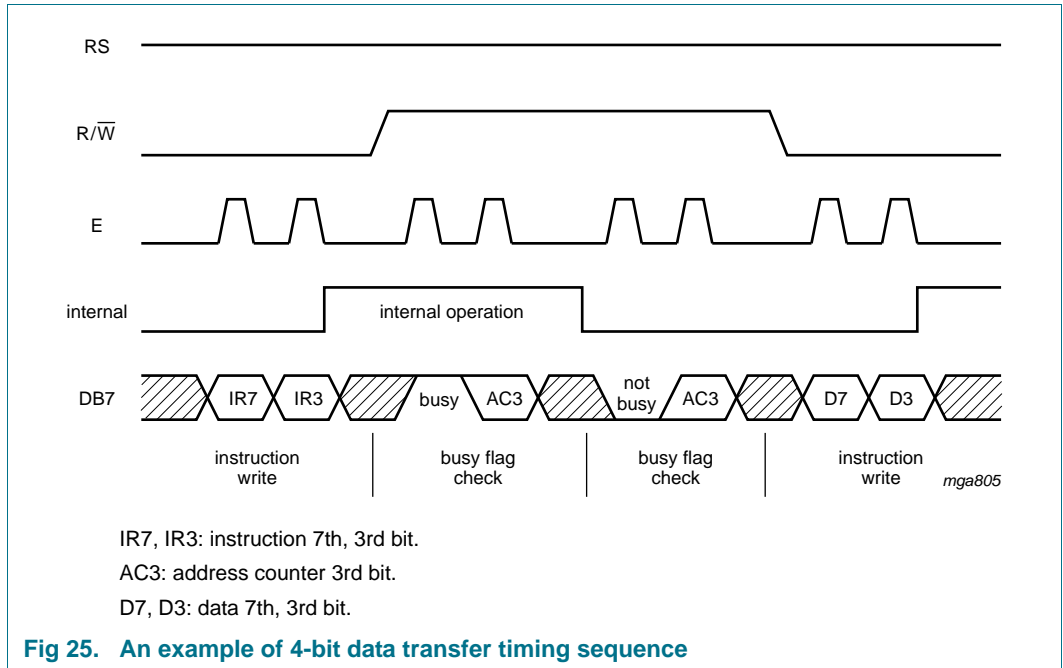 RS
R/W̅
E
internal
internal operation
DB7
IR7 IR3 busy AC3 not busy AC3 D7 D3
instruction write
busy flag check
busy flag check
instruction write
mga805
IR7, IR3: instruction 7th, 3rd bit.
AC3: address counter 3rd bit.
D7, D3: data 7th, 3rd bit.
Fig 25. An example of 4-bit data transfer timing sequence